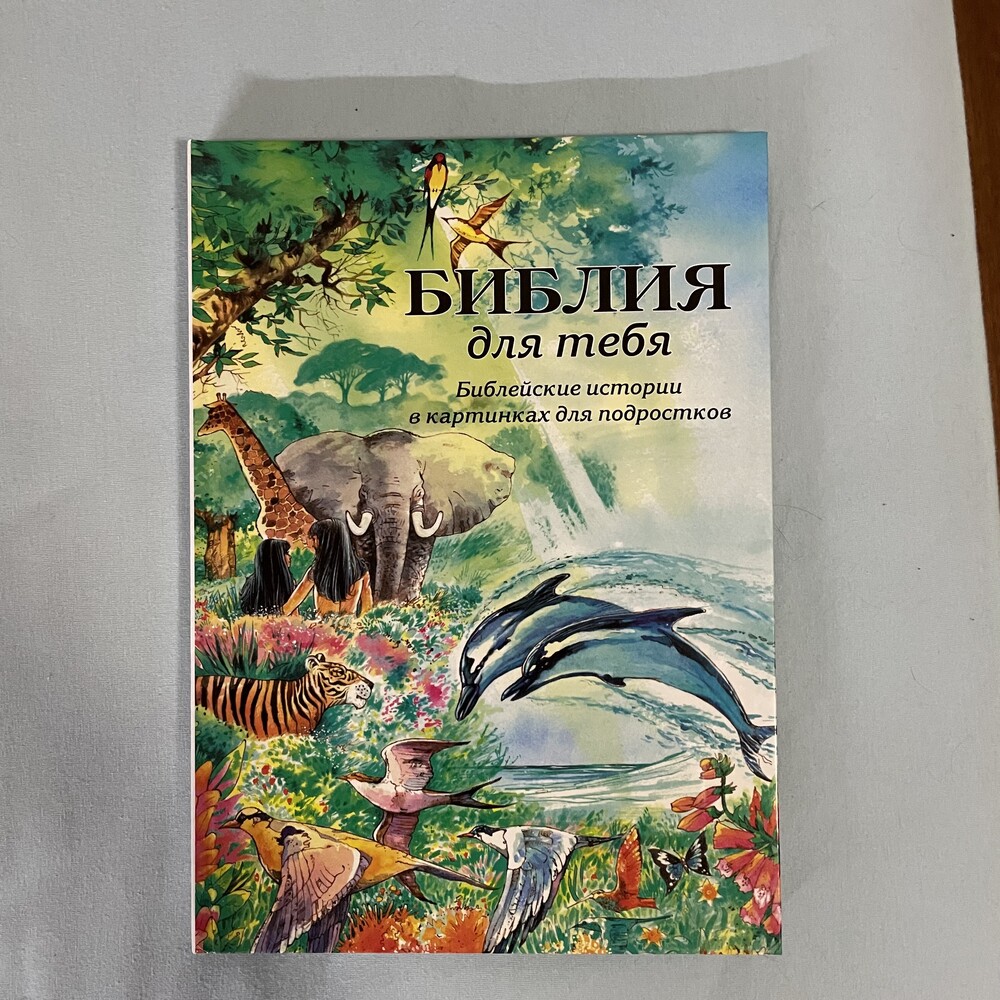 БИБЛИЯ
для тебя
Библейские истории
в картинках для подростков